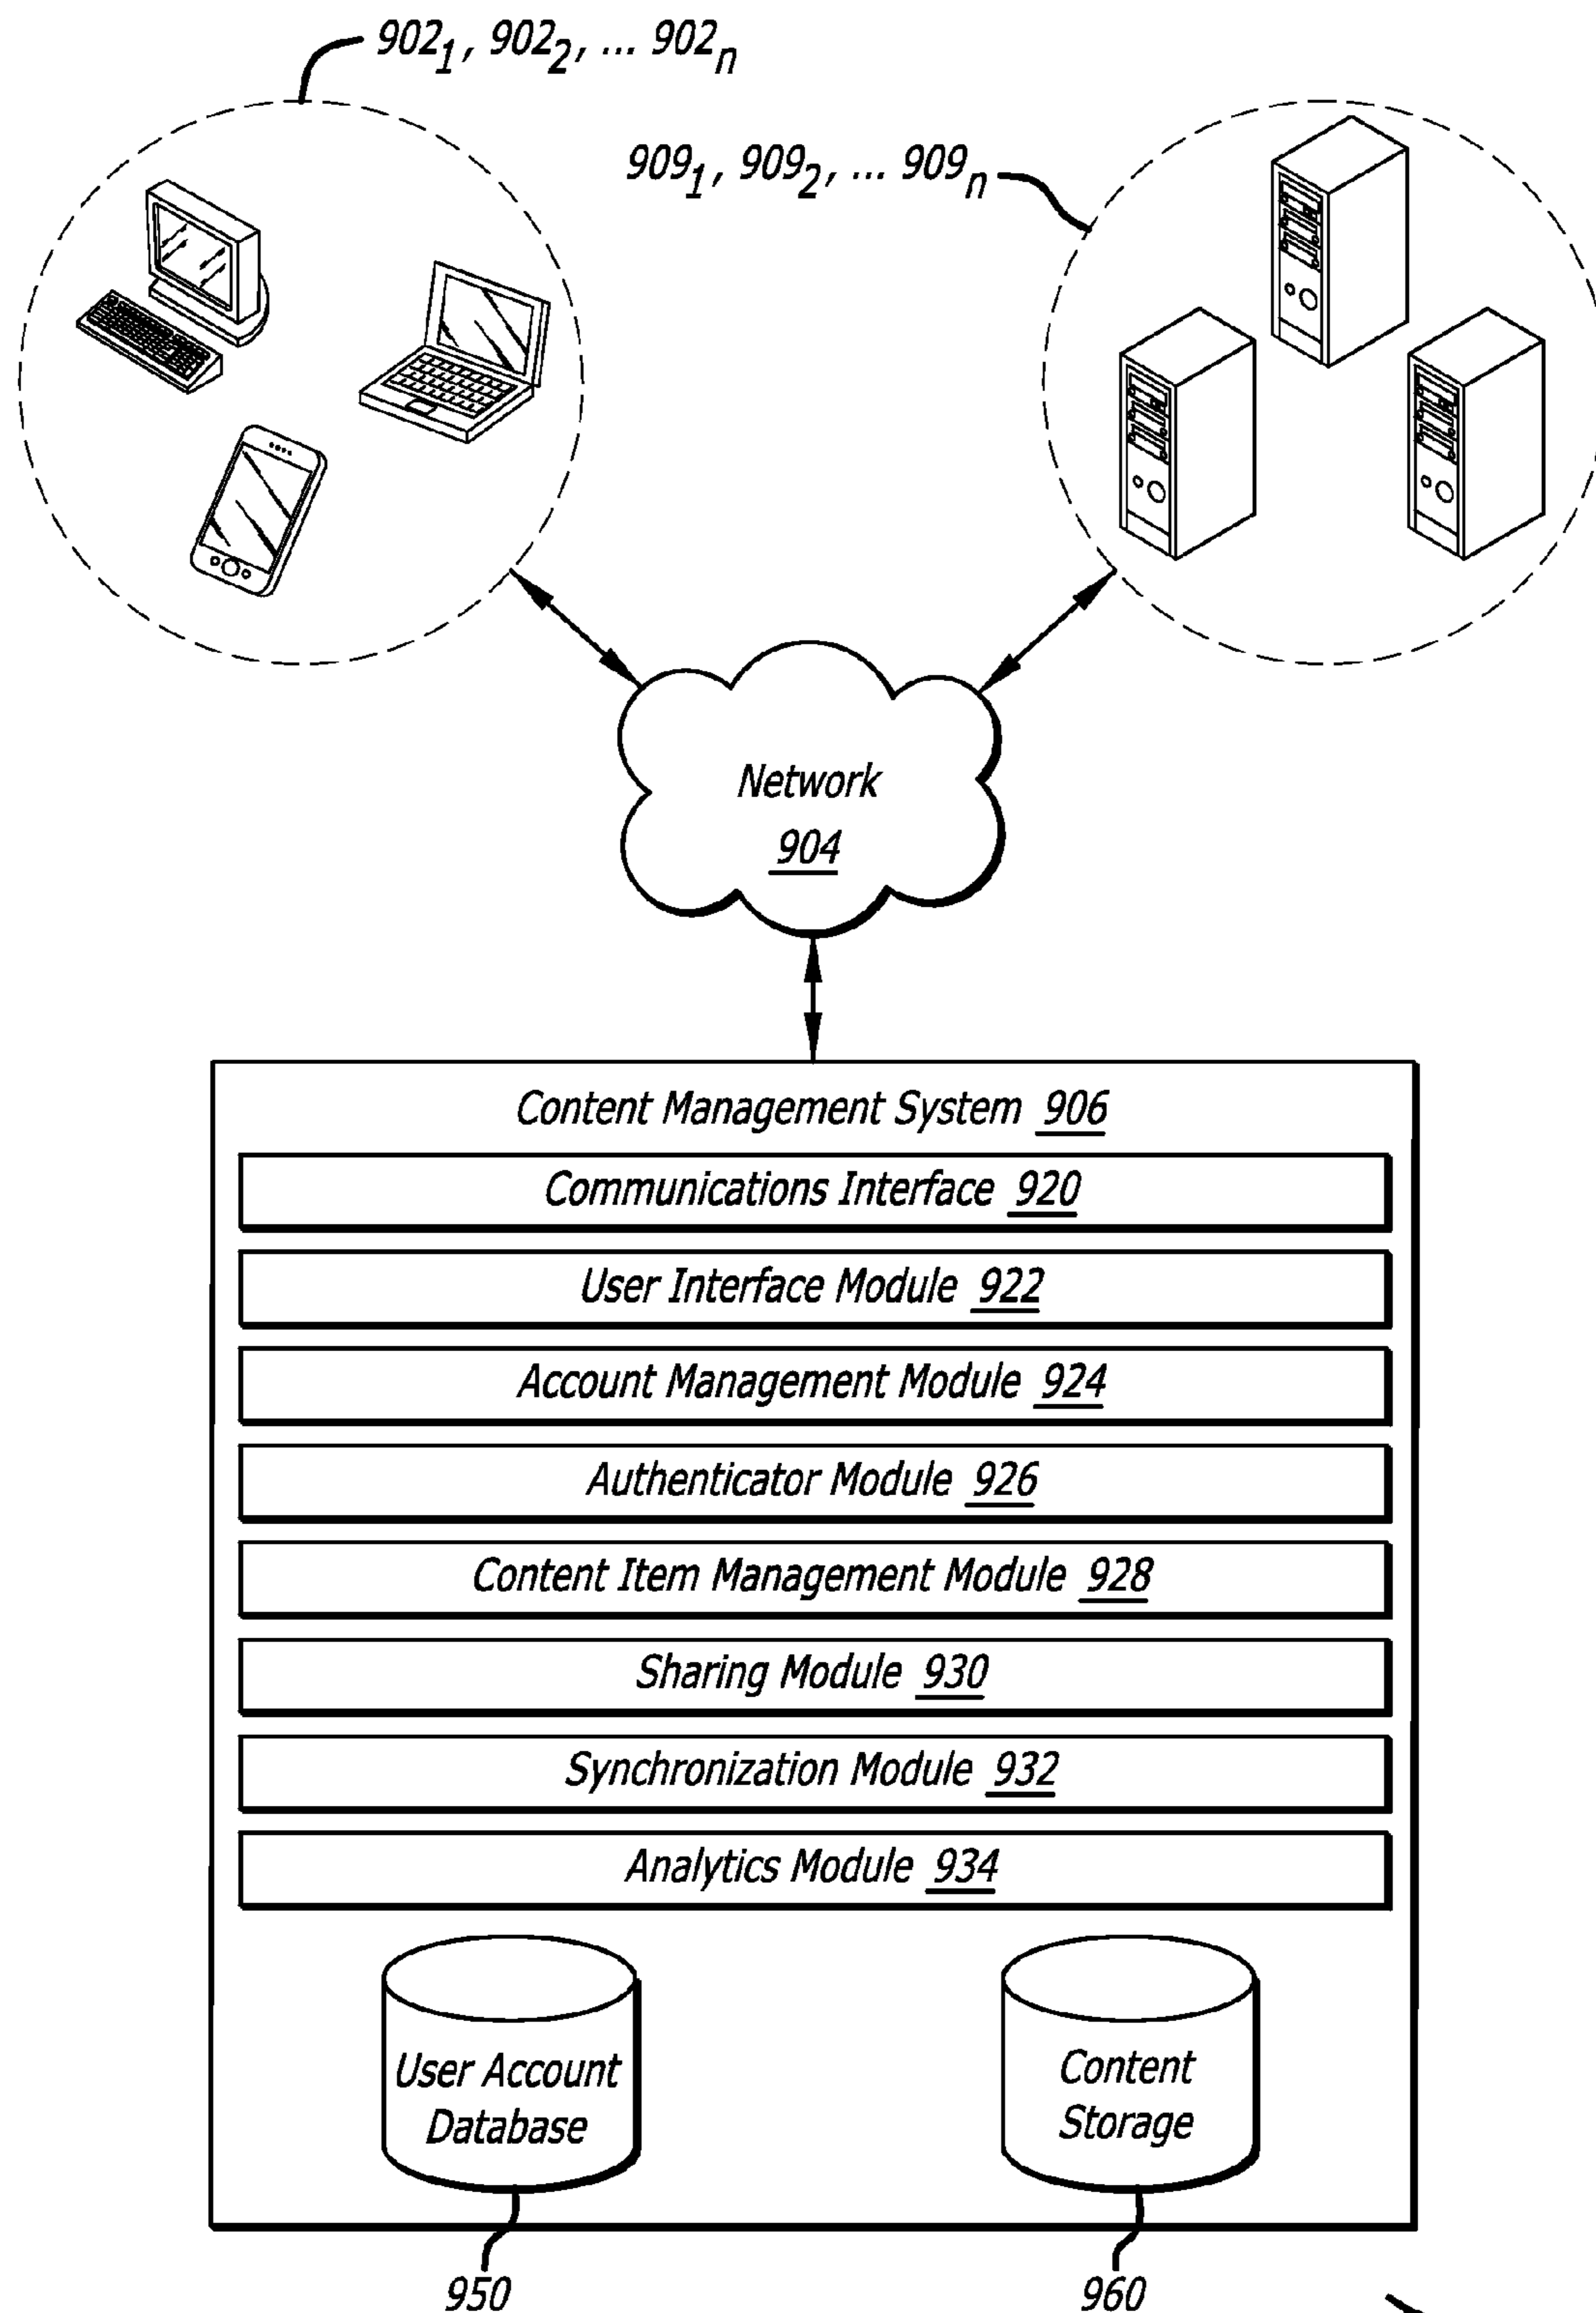 902₁, 902₂, ... 902ₙ
909₁, 909₂, ... 909ₙ
Network
904
Content Management System 906
Communications Interface 920
User Interface Module 922
Account Management Module 924
Authenticator Module 926
Content Item Management Module 928
Sharing Module 930
Synchronization Module 932
Analytics Module 934
User Account
Database
Content
Storage
950
960